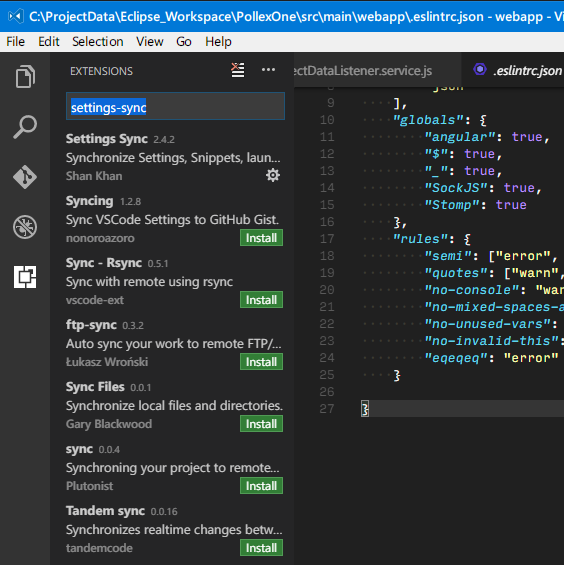 C:\ProjectData\Eclipse_Workspace\PollexOne\src\main\webapp\.eslintrc.json - webapp - Vi
File Edit Selection View Go Help
EXTENSIONS
settings-sync
Settings Sync 2.4.2
Synchronize Settings, Snippets, laun...
Shan Khan
Syncing 1.2.8
Sync VSCode Settings to GitHub Gist.
nonoroazoro Install
Sync - Rsync 0.5.1
Sync with remote using rsync
vscode-ext Install
ftp-sync 0.3.2
Auto sync your work to remote FTP/...
Łukasz Wroński Install
Sync Files 0.0.1
Synchronize local files and directories.
Gary Blackwood Install
sync 0.0.4
Synchroning your project to remote...
Plutonist Install
Tandem sync 0.0.16
Synchronizes realtime changes betw...
tandemcode Install
ectDataListener.service.js .eslintrc.json
8 json
9 ],
10 "globals": {
11 "angular": true,
12 "$": true,
13 "_": true,
14 "SockJS": true,
15 "Stomp": true
16 },
17 "rules": {
18 "semi": ["error",
19 "quotes": ["warn",
20 "no-console": "war
21 "no-mixed-spaces-a
22 "no-unused-vars":
23 "no-invalid-this":
24 "eqeqeq": "error"
25 }
26
27 }